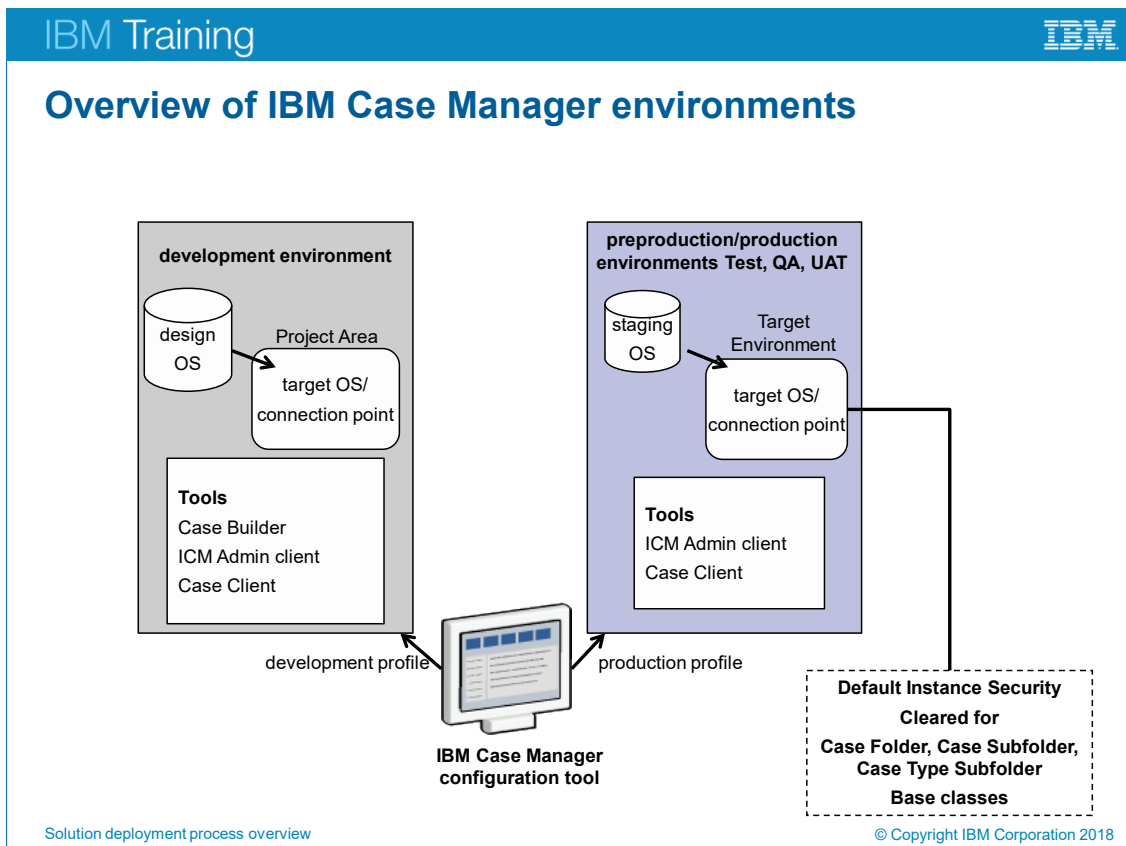 IBM Training
IBM
Overview of IBM Case Manager environments
development environment
design
OS
Project Area
target OS/
connection point
Tools
Case Builder
ICM Admin client
Case Client
preproduction/production
environments Test, QA, UAT
staging
OS
Target
Environment
target OS/
connection point
Tools
ICM Admin client
Case Client
development profile
production profile
IBM Case Manager
configuration tool
Default Instance Security
Cleared for
Case Folder, Case Subfolder,
Case Type Subfolder
Base classes
Solution deployment process overview
© Copyright IBM Corporation 2018